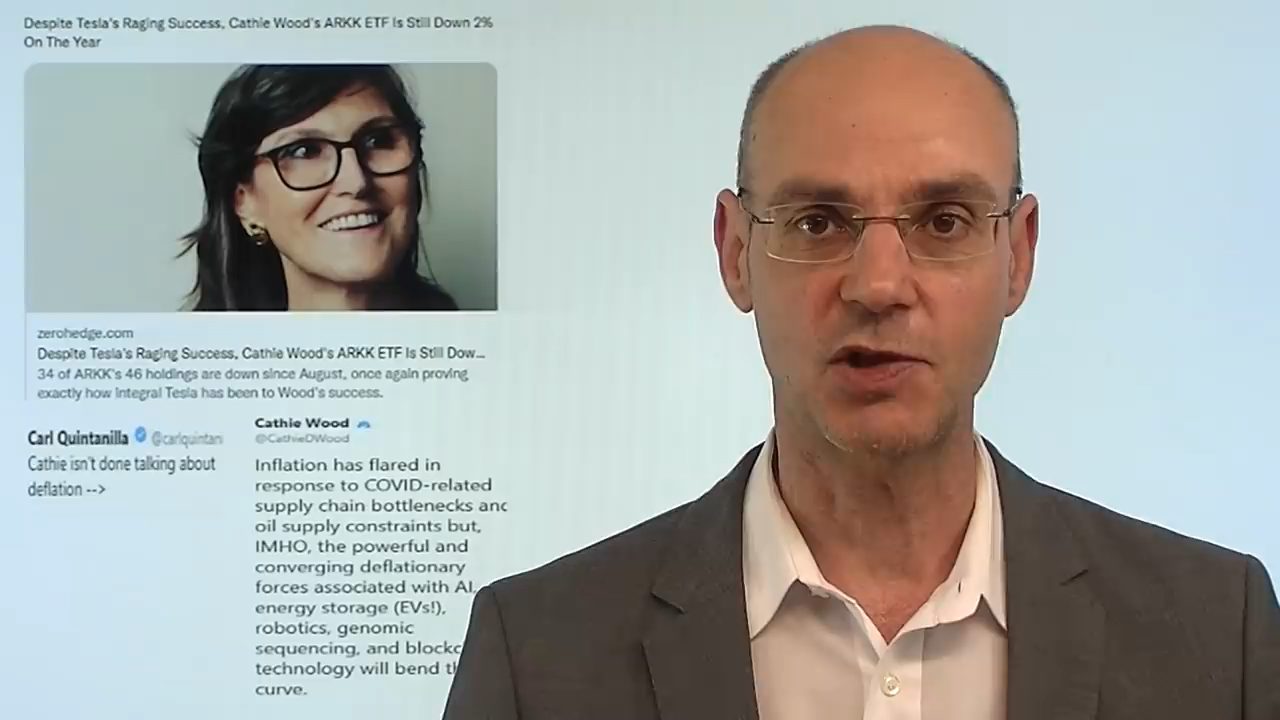 Despite Tesla's Raging Success, Cathie Wood's ARKK ETF Is Still Down 2%
On The Year
zerohedge.com
Despite Tesla's Raging Success, Cathie Wood's ARKK ETF Is Still Dow...
34 of ARKK's 46 holdings are down since August, once again proving
exactly how integral Tesla has been to Wood's success.
Carl Quintanilla @carlquintan
Cathie isn't done talking about
deflation -->
Cathie Wood
@CathieDWood
Inflation has flared in
response to COVID-related
supply chain bottlenecks and
oil supply constraints but,
IMHO, the powerful and
converging deflationary
forces associated with AI,
energy storage (EVs!),
robotics, genomic
sequencing, and blockc
technology will bend th
curve.